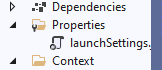 Dependencies
Properties
launchSettings.
Context